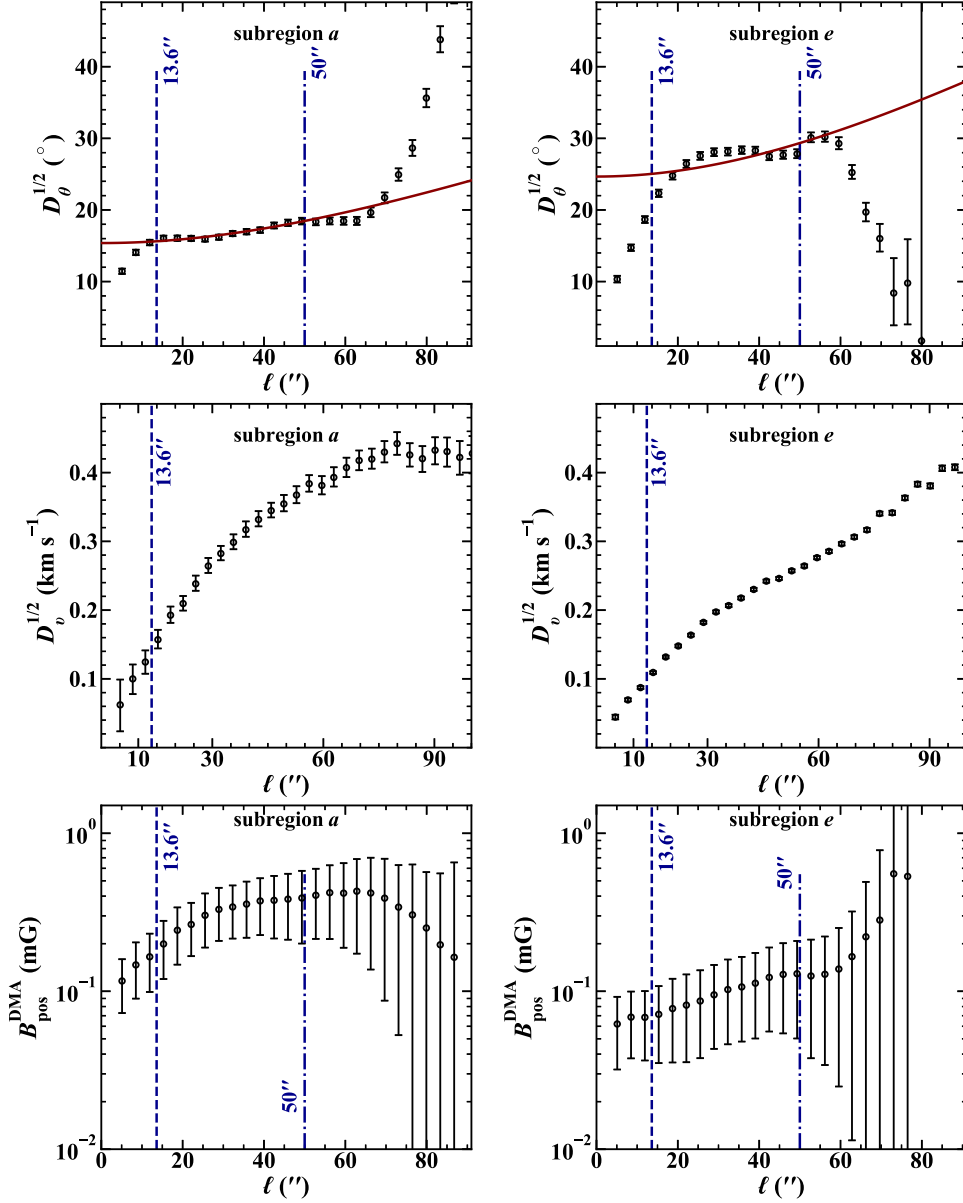 subregion a
13.6″
50″
D_θ^{1/2} (°)
40
30
20
10
20 40 60 80
ℓ (″)
subregion e
13.6″
50″
D_θ^{1/2} (°)
40
30
20
10
20 40 60 80
ℓ (″)
subregion a
13.6″
D_v^{1/2} (km s⁻¹)
0.4
0.3
0.2
0.1
10 30 60 90
ℓ (″)
subregion e
13.6″
D_v^{1/2} (km s⁻¹)
0.4
0.3
0.2
0.1
10 30 60 90
ℓ (″)
subregion a
13.6″
50″
B_pos^DMA (mG)
10⁰
10⁻¹
10⁻²
0 20 40 60 80
ℓ (″)
subregion e
13.6″
50″
B_pos^DMA (mG)
10⁰
10⁻¹
10⁻²
0 20 40 60 80
ℓ (″)